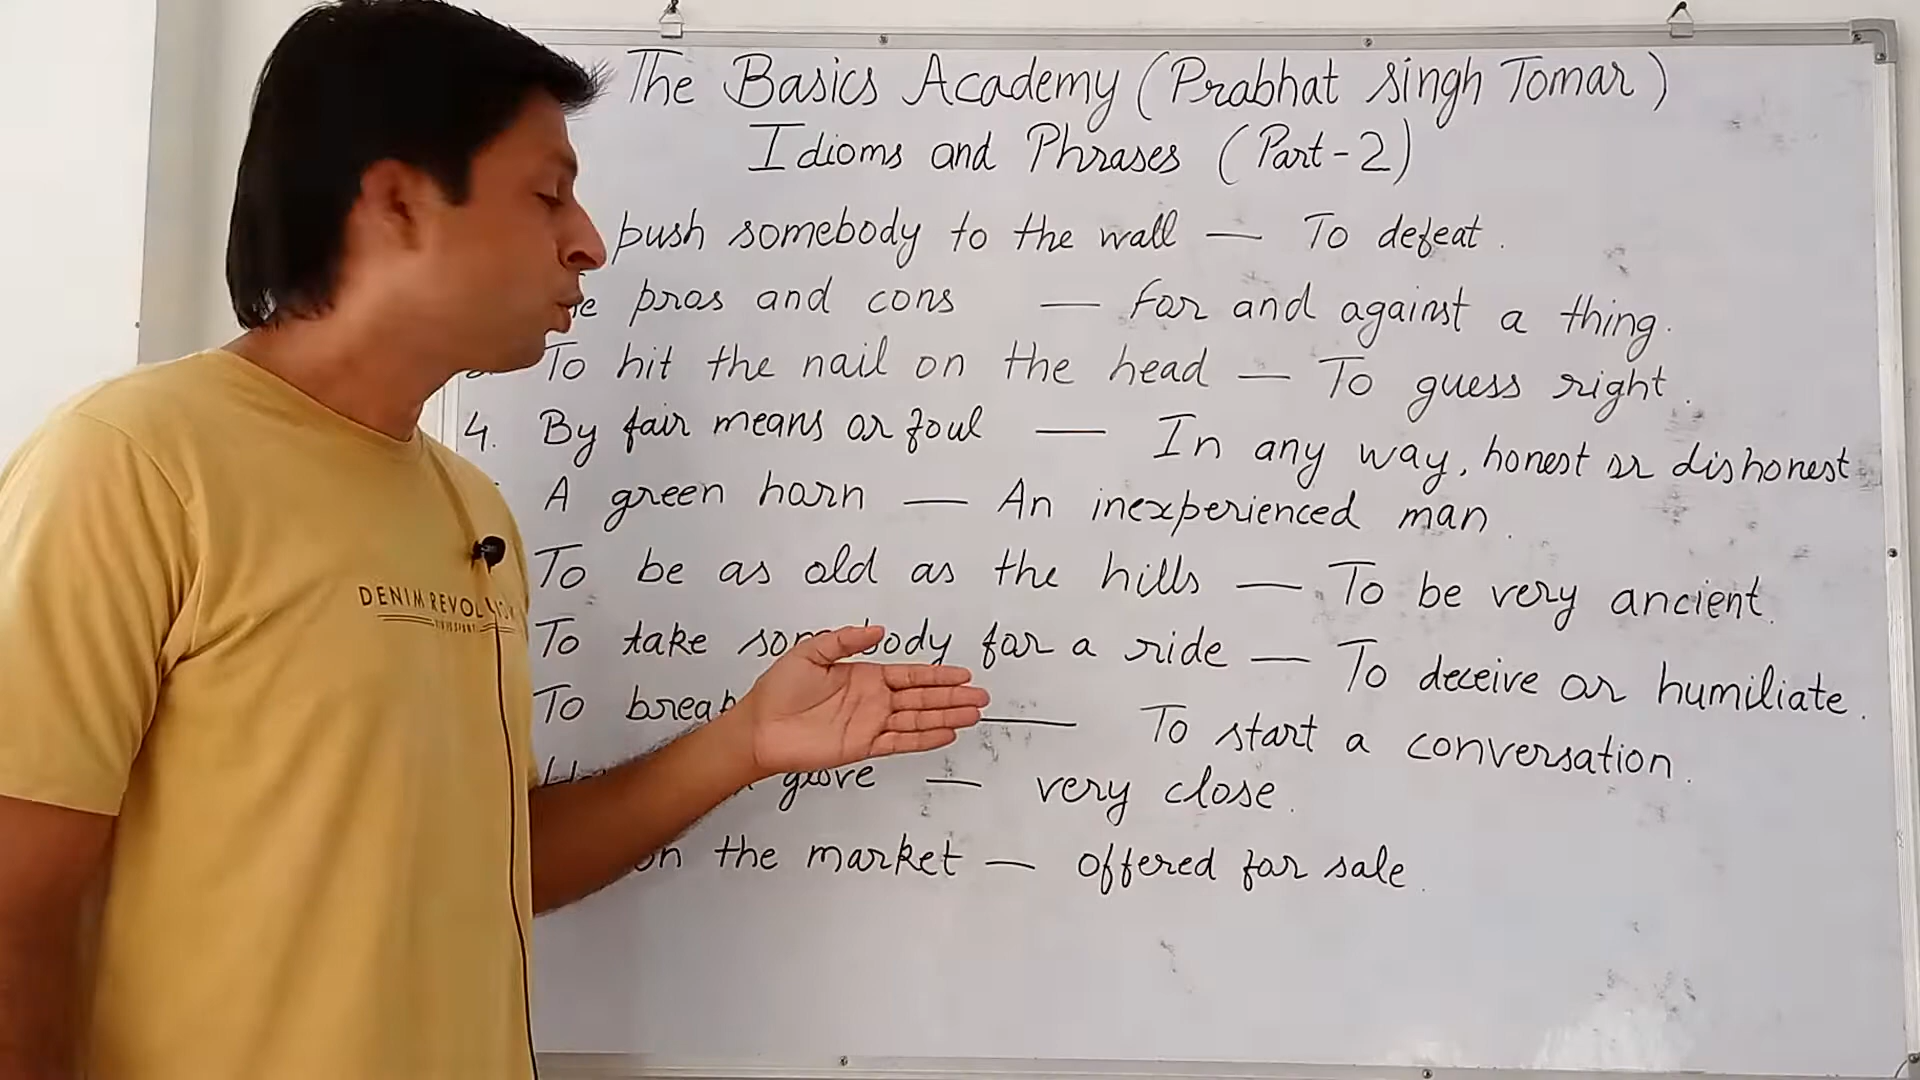 The Basics Academy (Prabhat Singh Tomar)
Idioms and Phrases (Part-2)
push somebody to the wall — To defeat.
pros and cons — For and against a thing.
To hit the nail on the head — To guess right.
4. By fair means or foul — In any way, honest or dishonest
A green horn — An inexperienced man.
To be as old as the hills — To be very ancient.
To take somebody for a ride — To deceive or humiliate.
To break — To start a conversation.
glove — very close.
on the market — offered for sale.
DENIM REVOL